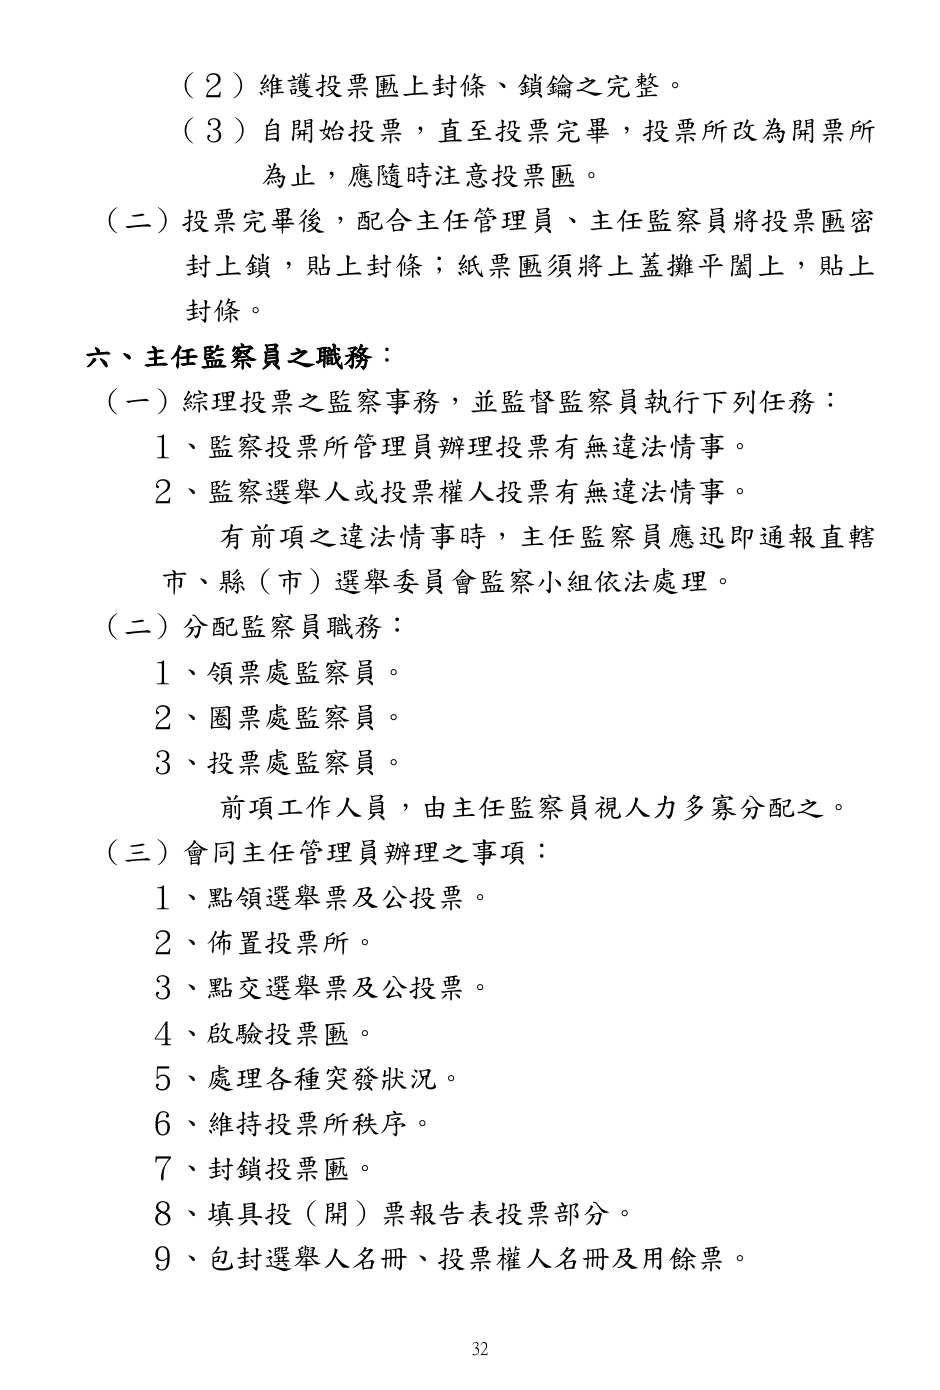 （２）維護投票匭上封條、鎖鑰之完整。
（３）自開始投票，直至投票完畢，投票所改為開票所
為止，應隨時注意投票匭。
（二）投票完畢後，配合主任管理員、主任監察員將投票匭密
封上鎖，貼上封條；紙票匭須將上蓋攤平闔上，貼上
封條。
六、主任監察員之職務：
（一）綜理投票之監察事務，並監督監察員執行下列任務：
１、監察投票所管理員辦理投票有無違法情事。
２、監察選舉人或投票權人投票有無違法情事。
有前項之違法情事時，主任監察員應迅即通報直轄
市、縣（市）選舉委員會監察小組依法處理。
（二）分配監察員職務：
１、領票處監察員。
２、圈票處監察員。
３、投票處監察員。
前項工作人員，由主任監察員視人力多寡分配之。
（三）會同主任管理員辦理之事項：
１、點領選舉票及公投票。
２、佈置投票所。
３、點交選舉票及公投票。
４、啟驗投票匭。
５、處理各種突發狀況。
６、維持投票所秩序。
７、封鎖投票匭。
８、填具投（開）票報告表投票部分。
９、包封選舉人名冊、投票權人名冊及用餘票。
32